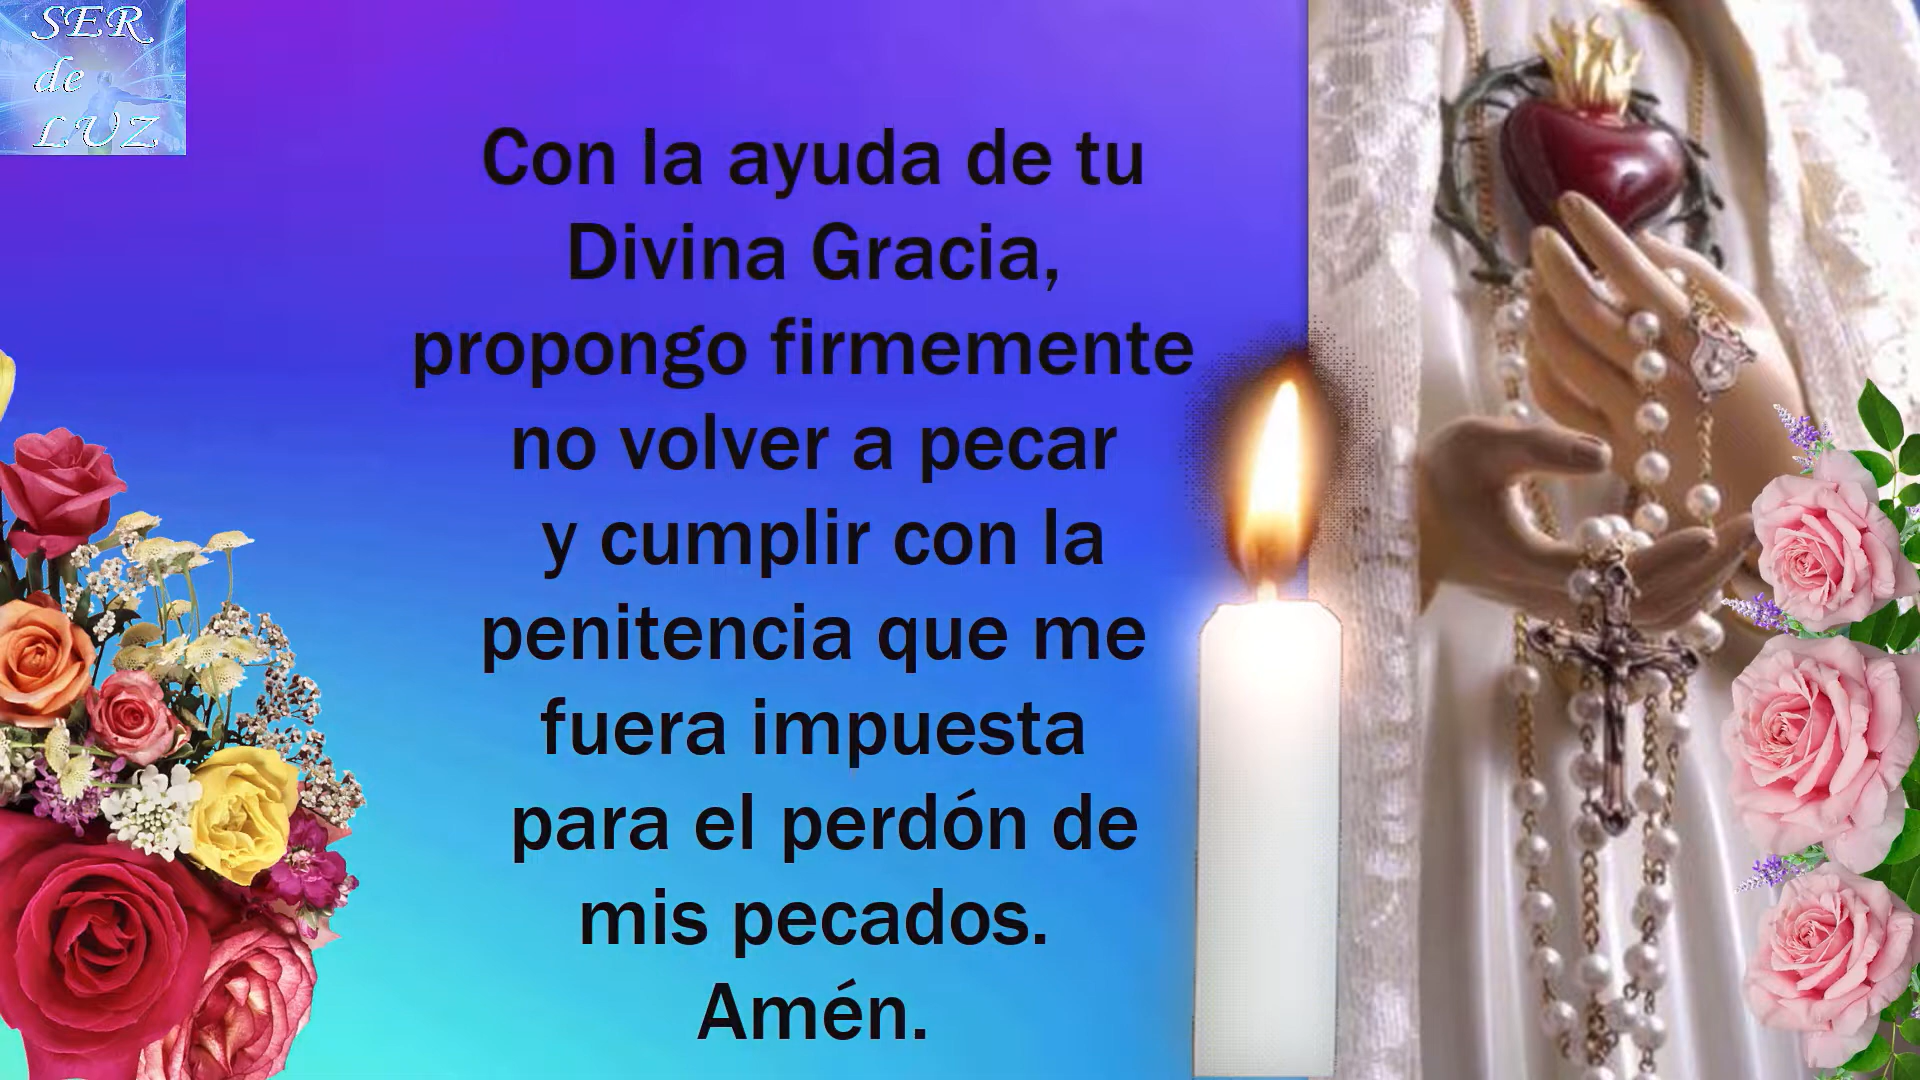 SER
de
LUZ
Con la ayuda de tu
Divina Gracia,
propongo firmemente
no volver a pecar
y cumplir con la
penitencia que me
fuera impuesta
para el perdón de
mis pecados.
Amén.